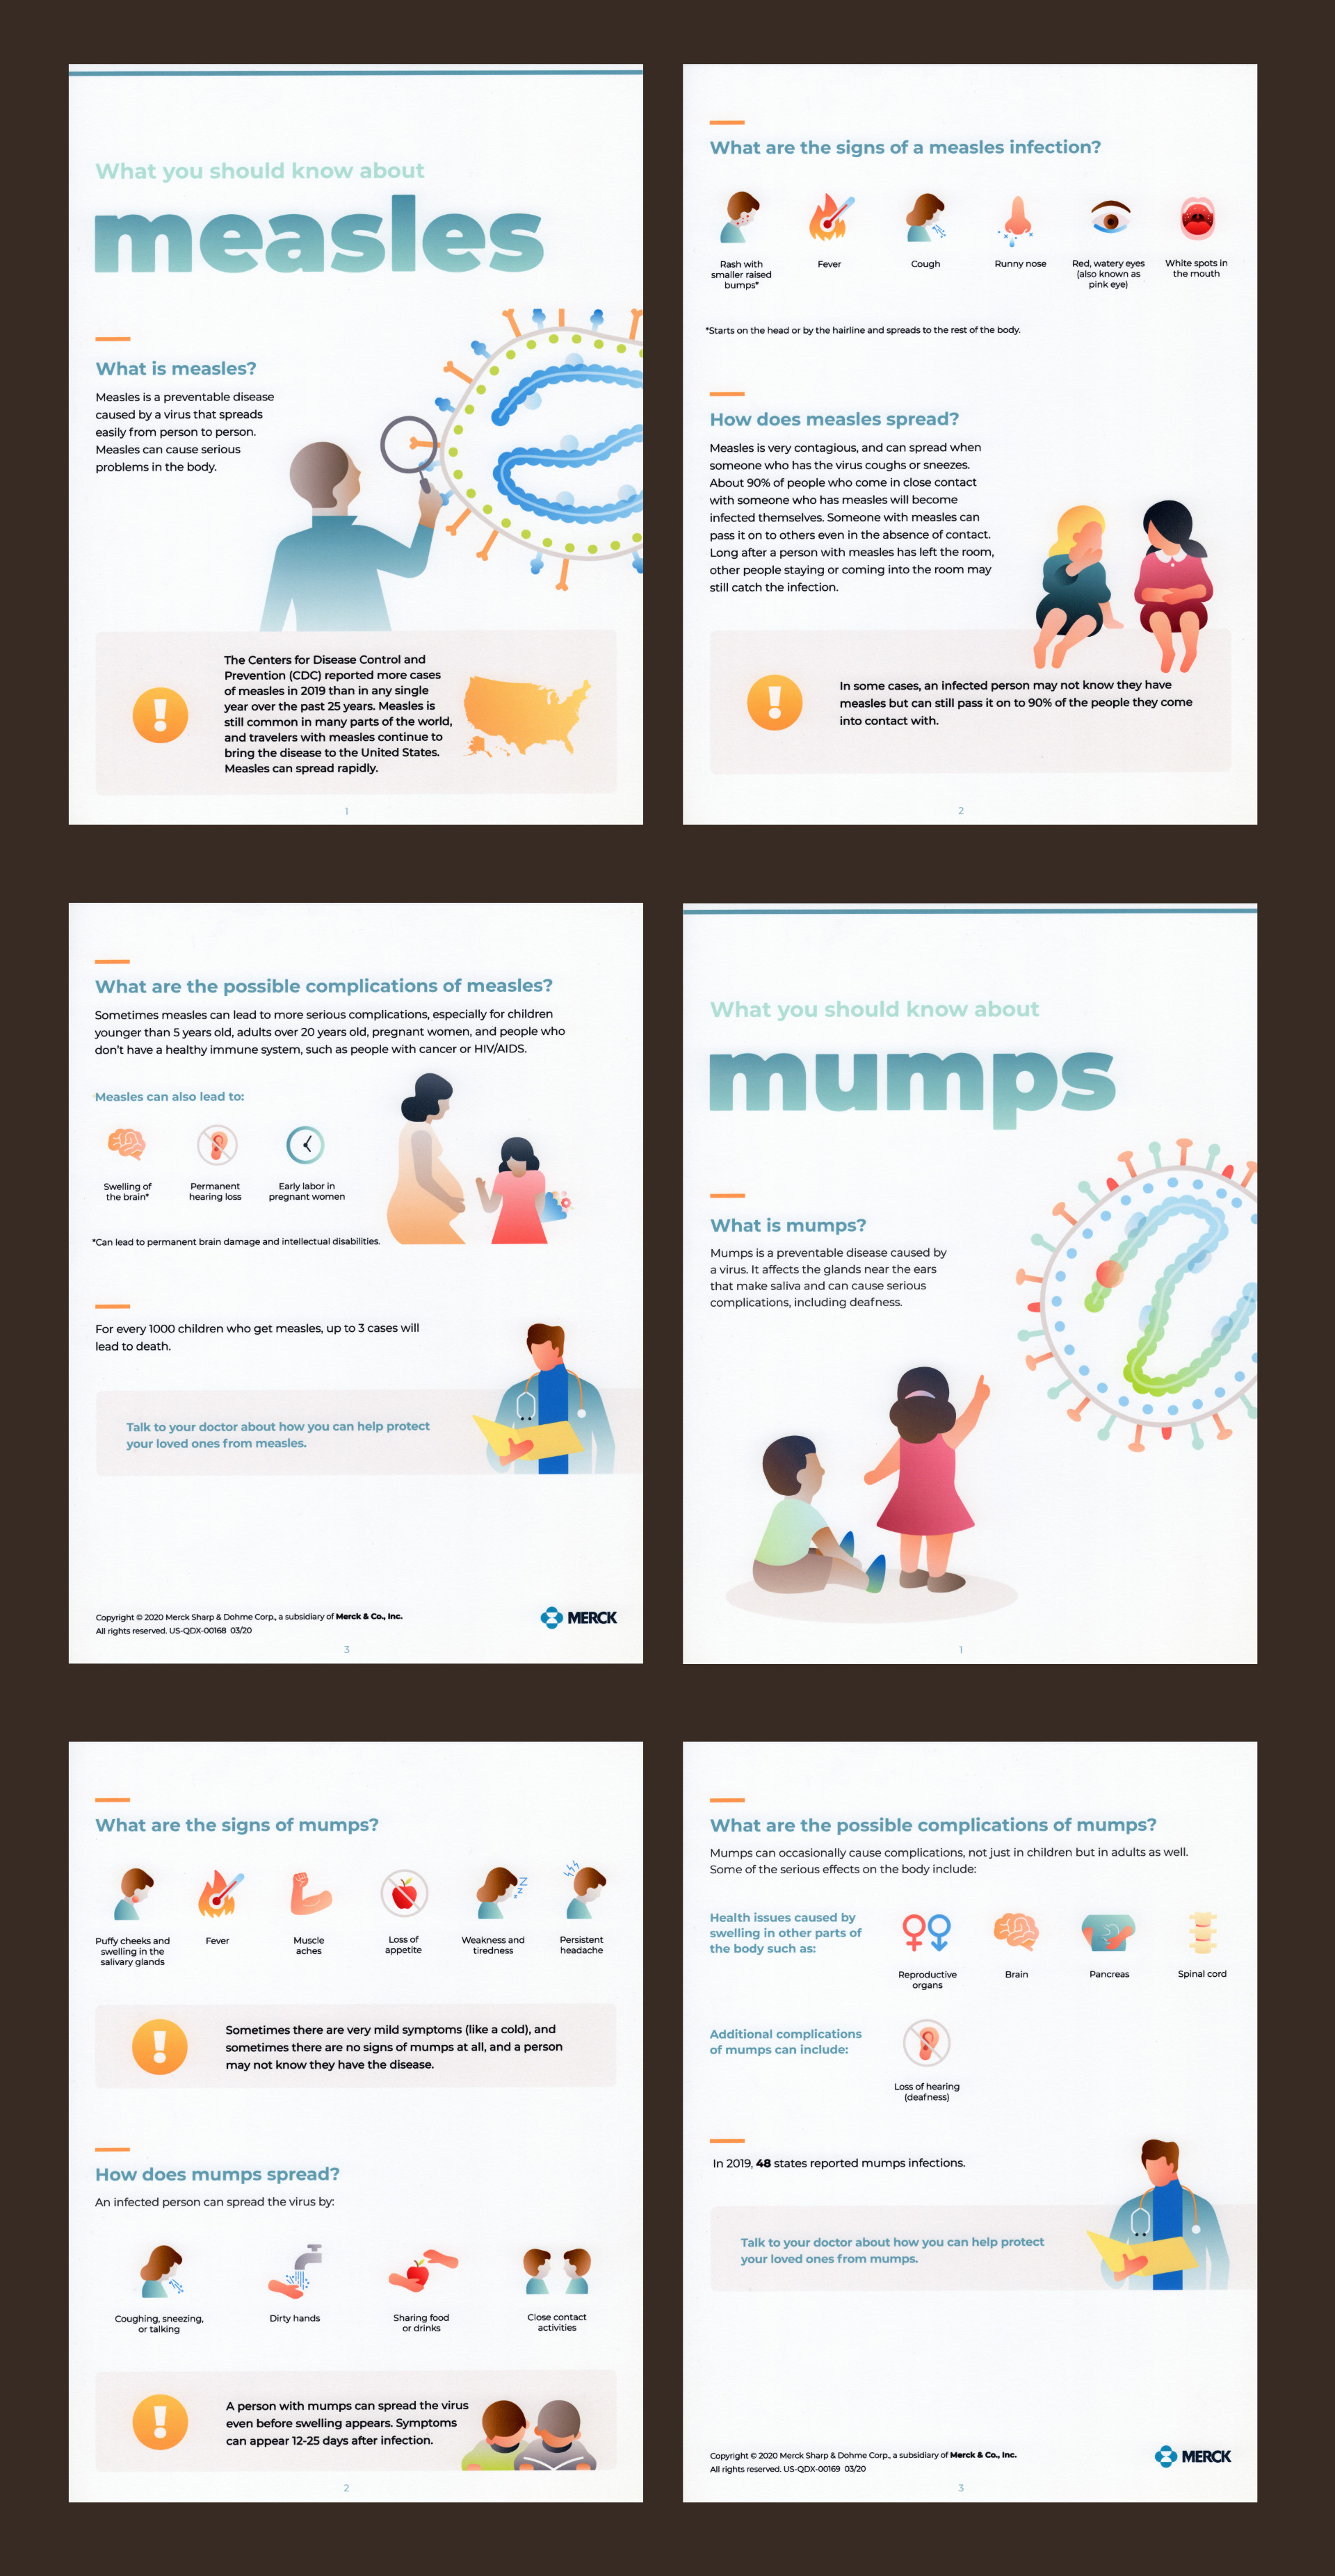 What you should know about
measles
What is measles?
Measles is a preventable disease
caused by a virus that spreads
easily from person to person.
Measles can cause serious
problems in the body.
The Centers for Disease Control and
Prevention (CDC) reported more cases
of measles in 2019 than in any single
year over the past 25 years. Measles is
still common in many parts of the world,
and travelers with measles continue to
bring the disease to the United States.
Measles can spread rapidly.
1
What are the signs of a measles infection?
Rash with
smaller raised
bumps*
Fever
Cough
Runny nose
Red, watery eyes
(also known as
pink eye)
White spots in
the mouth
*Starts on the head or by the hairline and spreads to the rest of the body.
How does measles spread?
Measles is very contagious, and can spread when
someone who has the virus coughs or sneezes.
About 90% of people who come in close contact
with someone who has measles will become
infected themselves. Someone with measles can
pass it on to others even in the absence of contact.
Long after a person with measles has left the room,
other people staying or coming into the room may
still catch the infection.
In some cases, an infected person may not know they have
measles but can still pass it on to 90% of the people they come
into contact with.
2
What are the possible complications of measles?
Sometimes measles can lead to more serious complications, especially for children
younger than 5 years old, adults over 20 years old, pregnant women, and people who
don't have a healthy immune system, such as people with cancer or HIV/AIDS.
Measles can also lead to:
Swelling of
the brain*
Permanent
hearing loss
Early labor in
pregnant women
*Can lead to permanent brain damage and intellectual disabilities.
For every 1000 children who get measles, up to 3 cases will
lead to death.
Talk to your doctor about how you can help protect
your loved ones from measles.
Copyright © 2020 Merck Sharp & Dohme Corp., a subsidiary of Merck & Co., Inc.
All rights reserved. US-QDX-00168 03/20
MERCK
3
What you should know about
mumps
What is mumps?
Mumps is a preventable disease caused by
a virus. It affects the glands near the ears
that make saliva and can cause serious
complications, including deafness.
1
What are the signs of mumps?
Puffy cheeks and
swelling in the
salivary glands
Fever
Muscle
aches
Loss of
appetite
Weakness and
tiredness
Persistent
headache
Sometimes there are very mild symptoms (like a cold), and
sometimes there are no signs of mumps at all, and a person
may not know they have the disease.
How does mumps spread?
An infected person can spread the virus by:
Coughing, sneezing,
or talking
Dirty hands
Sharing food
or drinks
Close contact
activities
A person with mumps can spread the virus
even before swelling appears. Symptoms
can appear 12-25 days after infection.
2
What are the possible complications of mumps?
Mumps can occasionally cause complications, not just in children but in adults as well.
Some of the serious effects on the body include:
Health issues caused by
swelling in other parts of
the body such as:
Reproductive
organs
Brain
Pancreas
Spinal cord
Additional complications
of mumps can include:
Loss of hearing
(deafness)
In 2019, 48 states reported mumps infections.
Talk to your doctor about how you can help protect
your loved ones from mumps.
Copyright © 2020 Merck Sharp & Dohme Corp., a subsidiary of Merck & Co., Inc.
All rights reserved. US-QDX-00169 03/20
MERCK
3